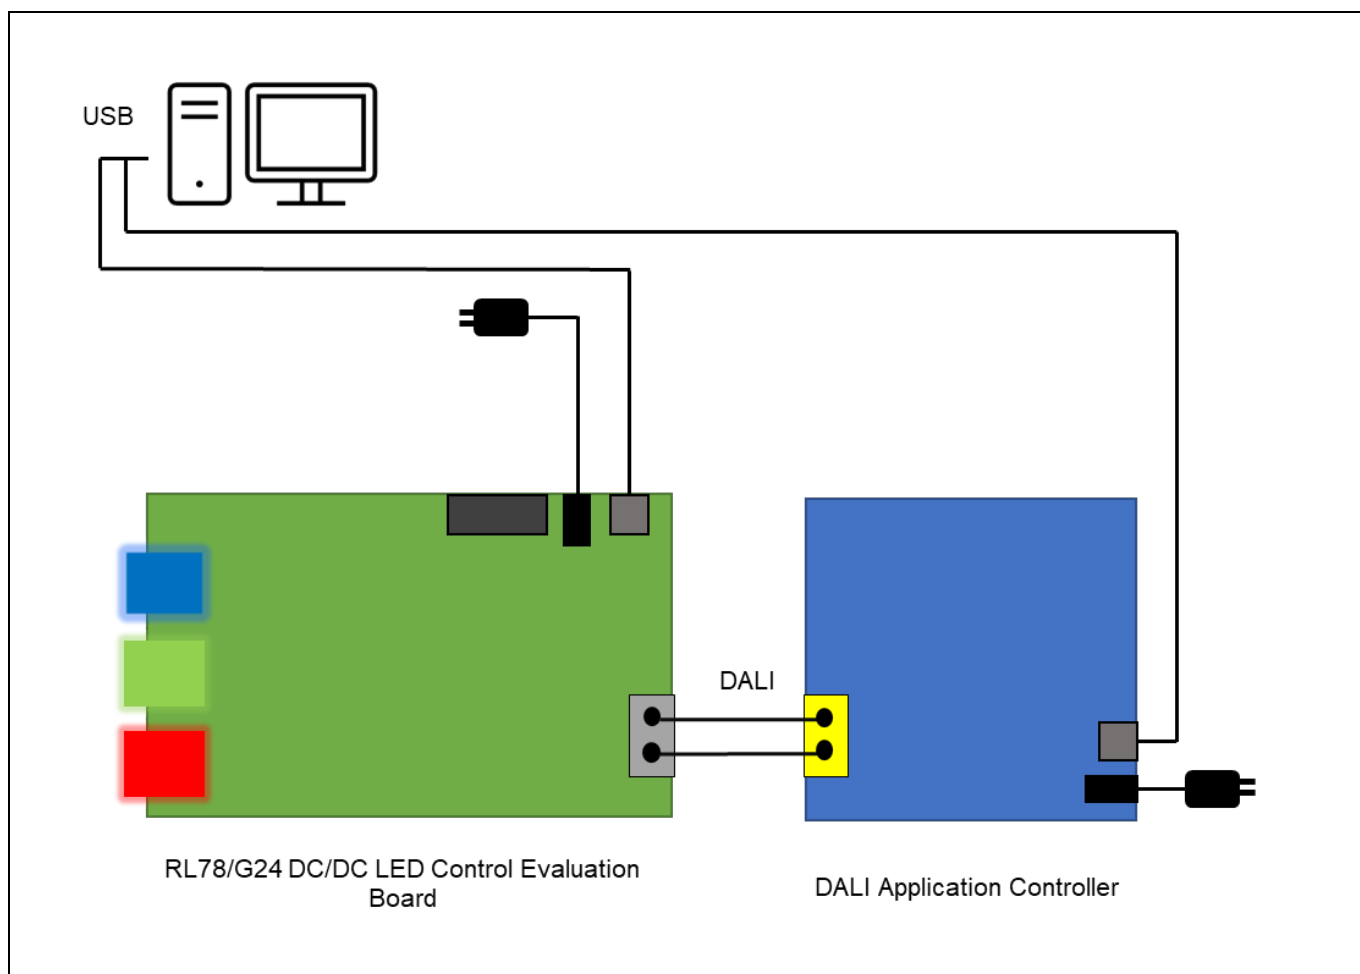 USB
DALI
RL78/G24 DC/DC LED Control Evaluation
Board
DALI Application Controller